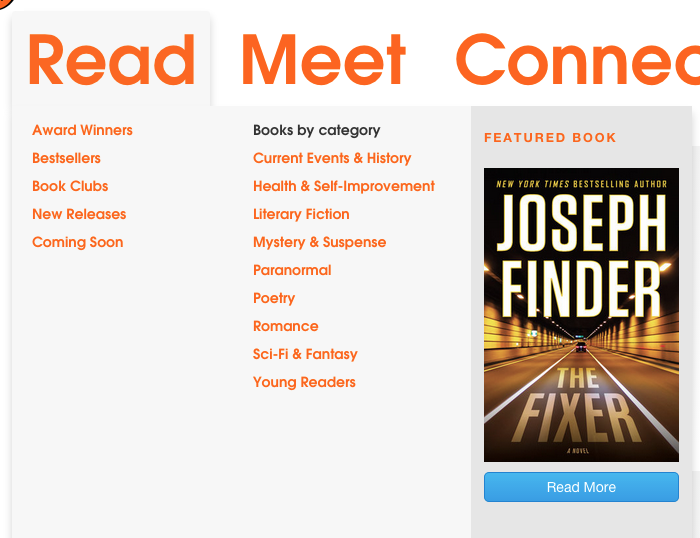 Read Meet Connec
Award Winners
Bestsellers
Book Clubs
New Releases
Coming Soon
Books by category
Current Events & History
Health & Self-Improvement
Literary Fiction
Mystery & Suspense
Paranormal
Poetry
Romance
Sci-Fi & Fantasy
Young Readers
FEATURED BOOK
NEW YORK TIMES BESTSELLING AUTHOR
JOSEPH
FINDER
THE
FIXER
A NOVEL
Read More